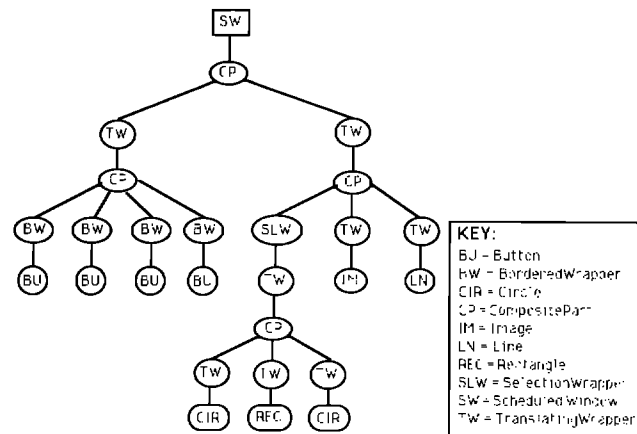 SW
CP
TW TW
CP CP
BW BW BW BW SLW TW TW
BU BU BU BU TW IM LN
CP
TW TW TW
CIR REC CIR
KEY:
BU = Button
BW = BorderedWrapper
CIR = Circle
CP = CompositePart
IM = Image
LN = Line
REC = Rectangle
SLW = SelectionWrapper
SW = ScheduledWindow
TW = TranslatingWrapper